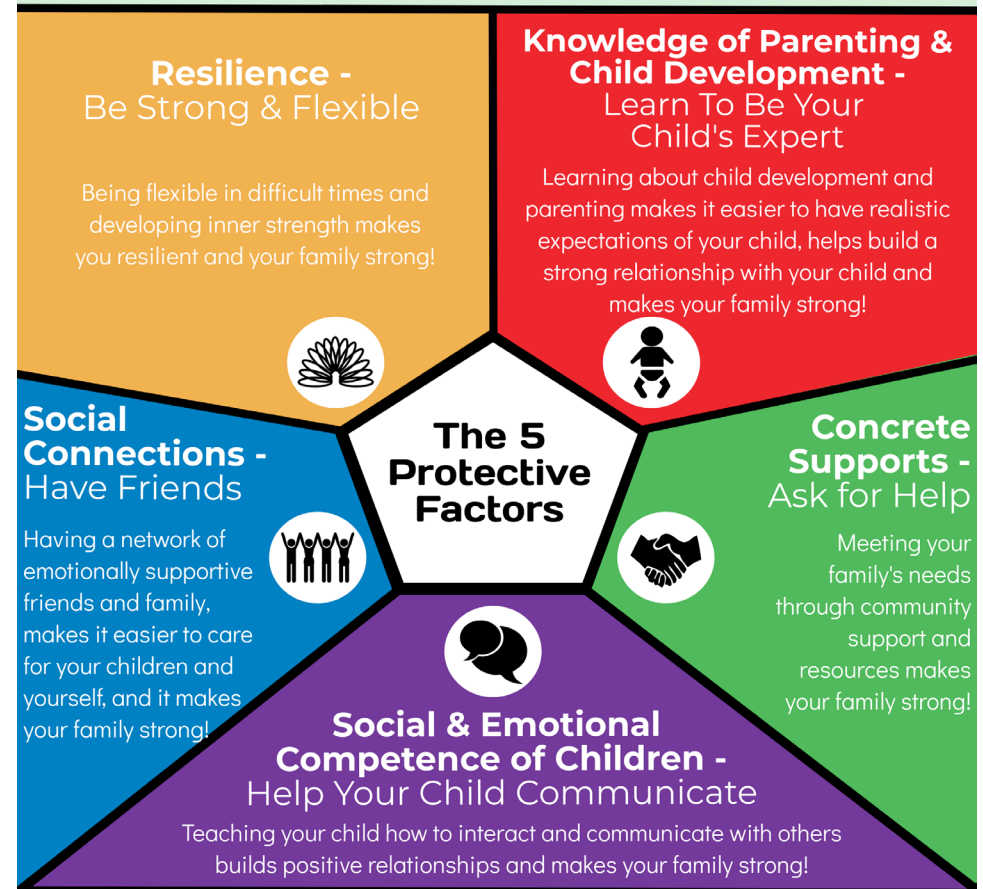 Resilience -
Be Strong & Flexible
Being flexible in difficult times and
developing inner strength makes
you resilient and your family strong!
Knowledge of Parenting &
Child Development -
Learn To Be Your
Child's Expert
Learning about child development and
parenting makes it easier to have realistic
expectations of your child, helps build a
strong relationship with your child and
makes your family strong!
Social
Connections -
Have Friends
Having a network of
emotionally supportive
friends and family,
makes it easier to care
for your children and
yourself, and it makes
your family strong!
The 5
Protective
Factors
Concrete
Supports -
Ask for Help
Meeting your
family's needs
through community
support and
resources makes
your family strong!
Social & Emotional
Competence of Children -
Help Your Child Communicate
Teaching your child how to interact and communicate with others
builds positive relationships and makes your family strong!